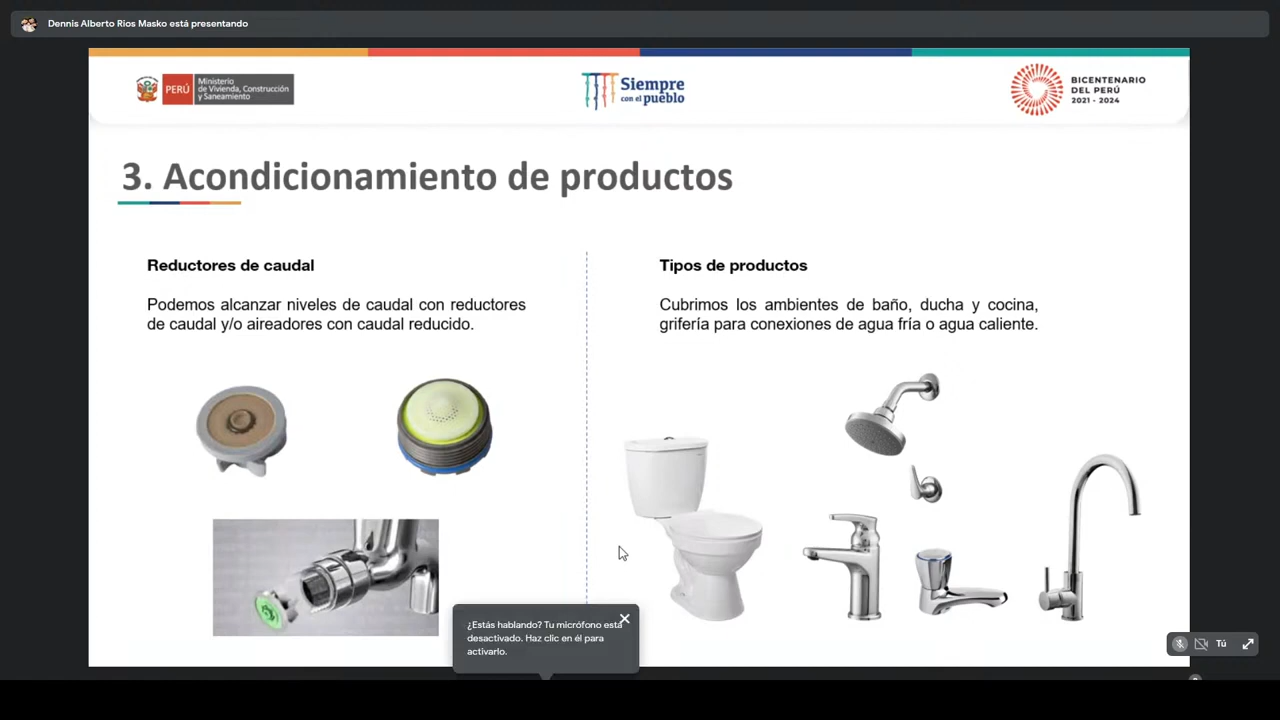 Dennis Alberto Rios Masko está presentando
PERÚ
Ministerio
de Vivienda, Construcción
y Saneamiento
Siempre
con el pueblo
BICENTENARIO
DEL PERÚ
2021 - 2024
3. Acondicionamiento de productos
Reductores de caudal
Podemos alcanzar niveles de caudal con reductores
de caudal y/o aireadores con caudal reducido.
Tipos de productos
Cubrimos los ambientes de baño, ducha y cocina,
grifería para conexiones de agua fría o agua caliente.
¿Estás hablando? Tu micrófono está
desactivado. Haz clic en él para
activarlo.
Tú